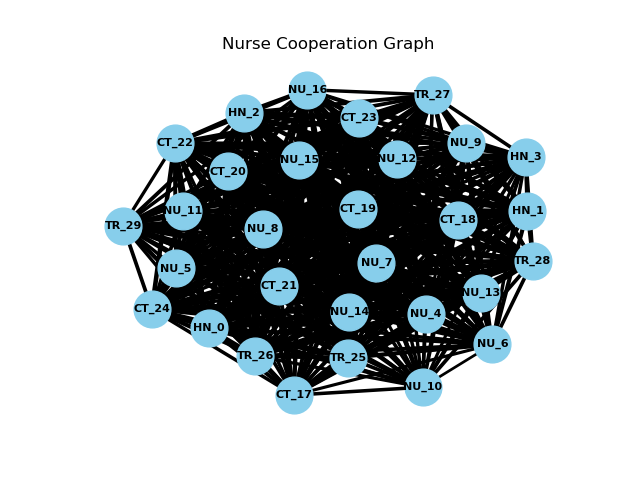 Nurse Cooperation Graph
NU_16
TR_27
HN_2
CT_23
CT_22
NU_9
HN_3
NU_15
NU_12
CT_20
NU_11
CT_19
HN_1
CT_18
TR_29
NU_8
TR_28
NU_7
NU_5
CT_21
NU_13
CT_24
NU_14
NU_4
HN_0
NU_6
TR_26
TR_25
NU_10
CT_17